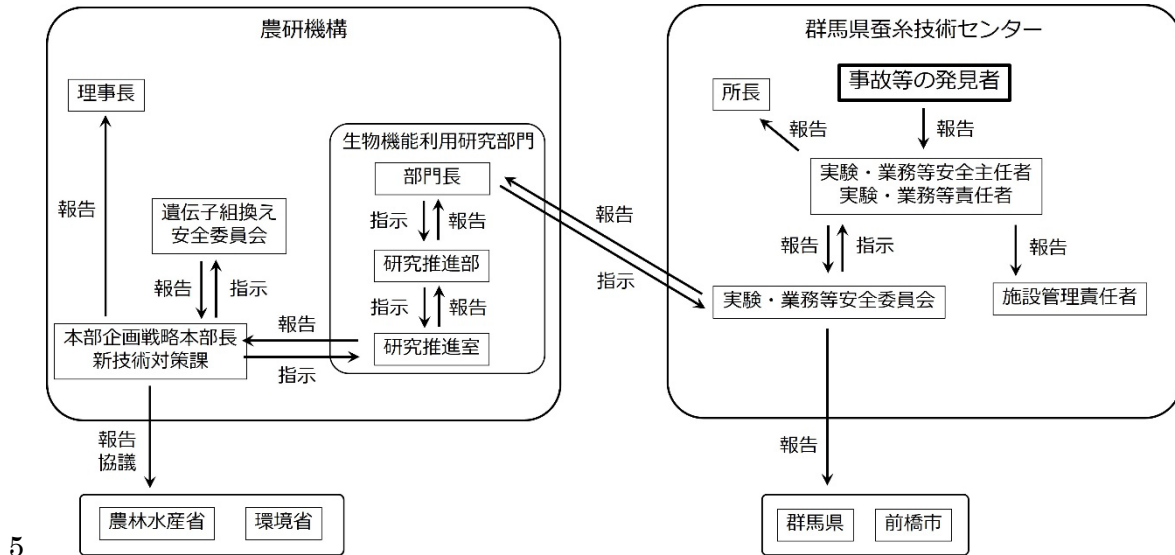 農研機構
理事長
報告
遺伝子組換え
安全委員会
報告
指示
本部企画戦略本部長
新技術対策課
報告
指示
生物機能利用研究部門
部門長
指示
報告
研究推進部
指示
報告
研究推進室
報告
協議
農林水産省
環境省
報告
指示
群馬県蚕糸技術センター
所長
事故等の発見者
報告
報告
実験・業務等安全主任者
実験・業務等責任者
報告
指示
報告
実験・業務等安全委員会
施設管理責任者
報告
群馬県
前橋市
5